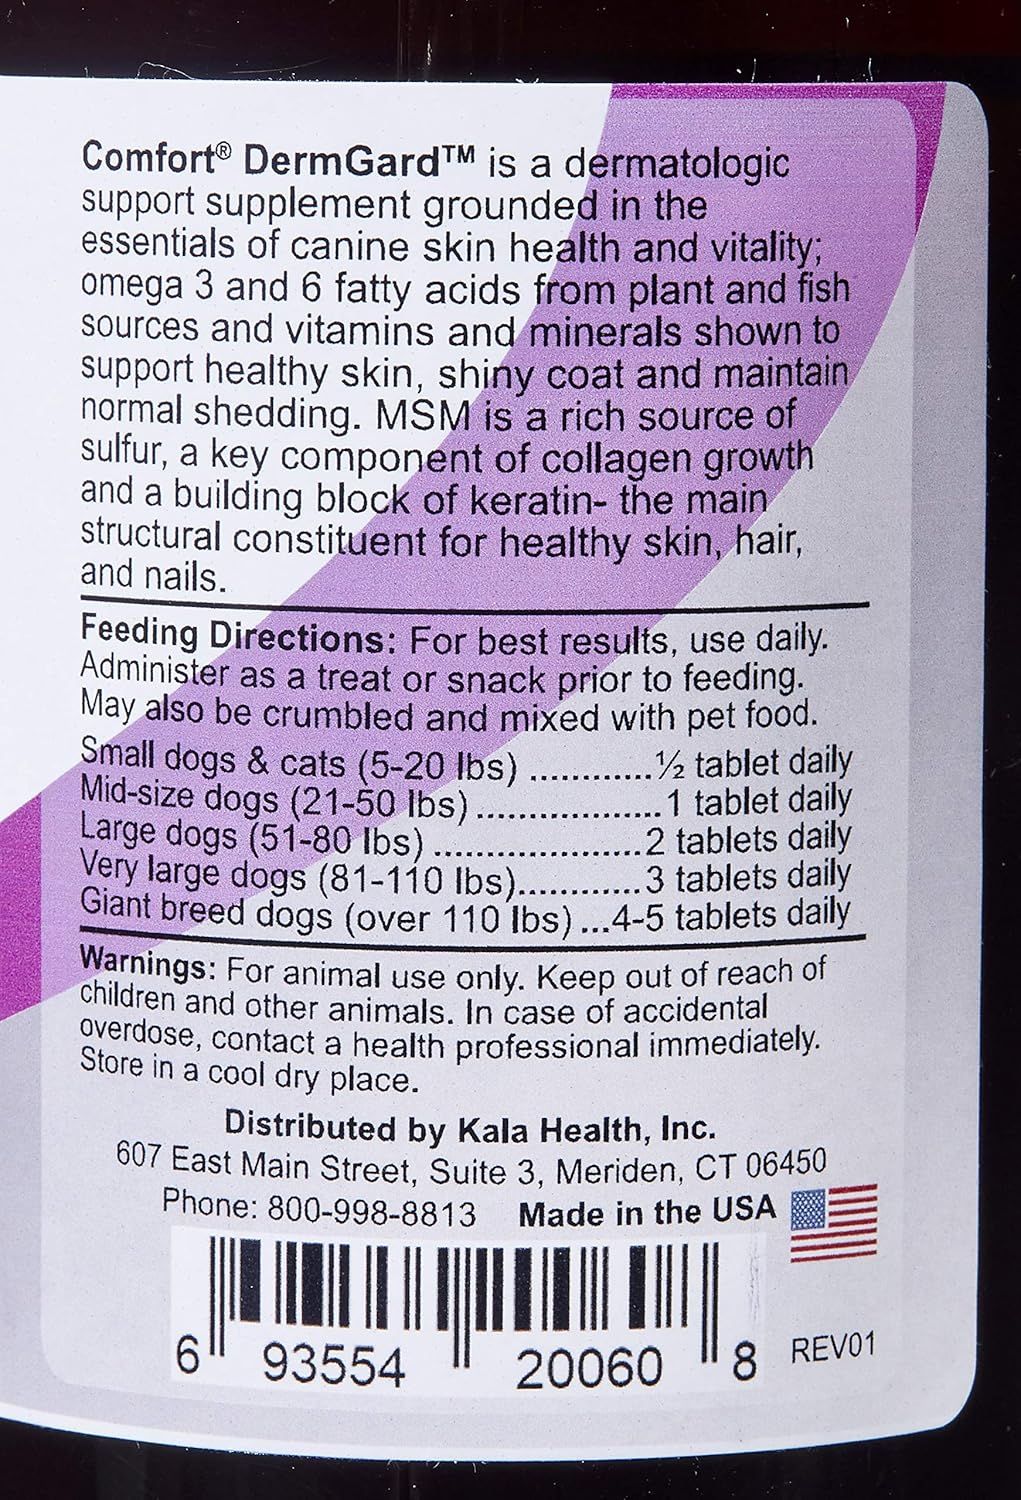 Comfort® DermGard™ is a dermatologic
support supplement grounded in the
essentials of canine skin health and vitality;
omega 3 and 6 fatty acids from plant and fish
sources and vitamins and minerals shown to
support healthy skin, shiny coat and maintain
normal shedding. MSM is a rich source of
sulfur, a key component of collagen growth
and a building block of keratin- the main
structural constituent for healthy skin, hair,
and nails.
Feeding Directions: For best results, use daily.
Administer as a treat or snack prior to feeding.
May also be crumbled and mixed with pet food.
Small dogs & cats (5-20 lbs) ............½ tablet daily
Mid-size dogs (21-50 lbs)..................1 tablet daily
Large dogs (51-80 lbs) .....................2 tablets daily
Very large dogs (81-110 lbs)............3 tablets daily
Giant breed dogs (over 110 lbs) ...4-5 tablets daily
Warnings: For animal use only. Keep out of reach of
children and other animals. In case of accidental
overdose, contact a health professional immediately.
Store in a cool dry place.
Distributed by Kala Health, Inc.
607 East Main Street, Suite 3, Meriden, CT 06450
Phone: 800-998-8813 Made in the USA
6 93554 20060 8 REV01